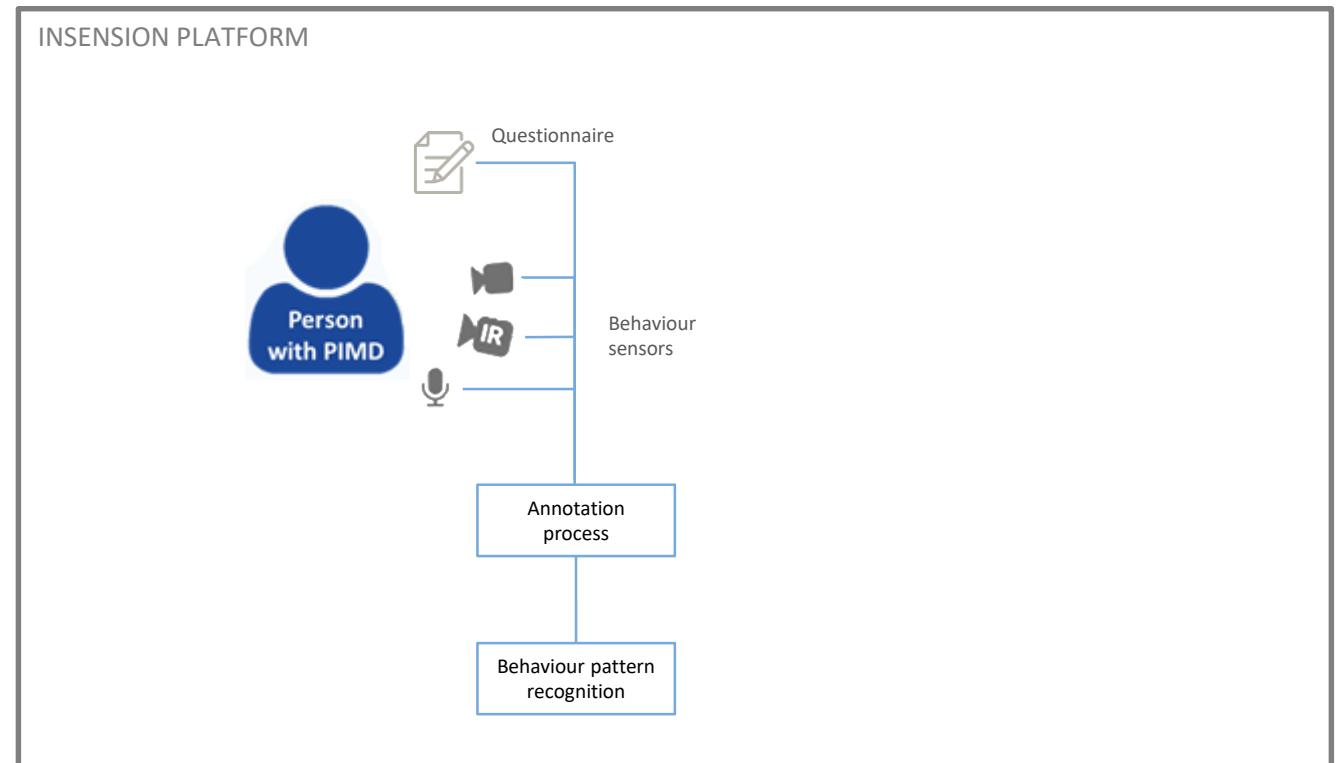 INSENSION PLATFORM
Questionnaire
Person
with PIMD
IR
Behaviour
sensors
Annotation
process
Behaviour pattern
recognition